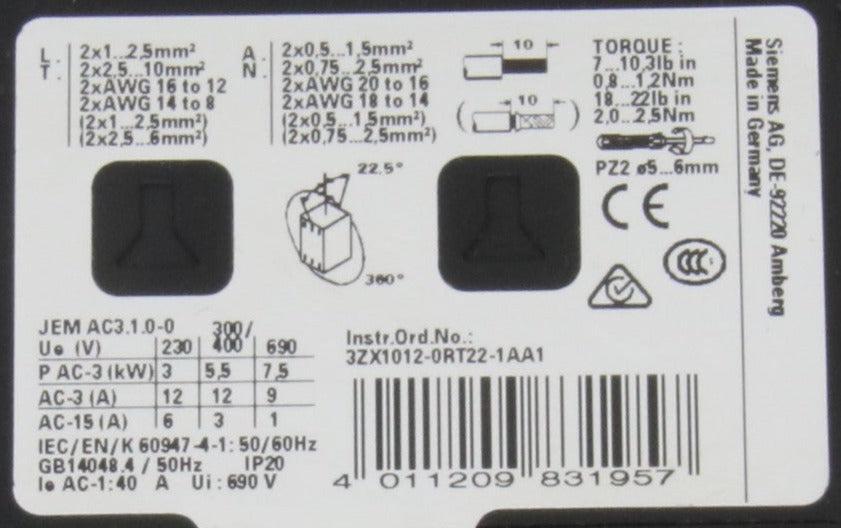 L : 2x1...2,5mm²
T : 2x2,5...10mm²
2xAWG 16 to 12
2xAWG 14 to 8
(2x1...2,5mm²)
(2x2,5...6mm²)
A : 2x0,5...1,5mm²
N : 2x0,75...2,5mm²
2xAWG 20 to 16
2xAWG 18 to 14
(2x0,5...1,5mm²)
(2x0,75...2,5mm²)
10
( 10 )
TORQUE :
7...10,3lb in
0,8...1,2Nm
18...22lb in
2,0...2,5Nm
PZ2 ø5...6mm
CE
CCC
Siemens AG, DE-92220 Amberg
Made in Germany
22.5°
360°
JEM AC3.1.0-0 300/
Ue (V) 230 400 690
P AC-3 (kW) 3 5,5 7,5
AC-3 (A) 12 12 9
AC-15 (A) 6 3 1
IEC/EN/K 60947-4-1: 50/60Hz
GB14048.4 / 50Hz IP20
Ie AC-1:40 A Ui : 690 V
Instr.Ord.No.:
3ZX1012-0RT22-1AA1
4 011209 831957